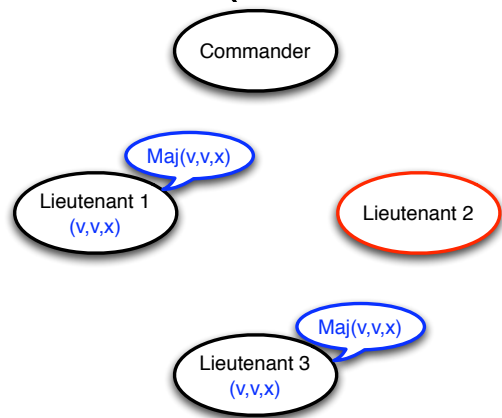 Commander
Maj(v,v,x)
Lieutenant 1
(v,v,x)
Lieutenant 2
Maj(v,v,x)
Lieutenant 3
(v,v,x)